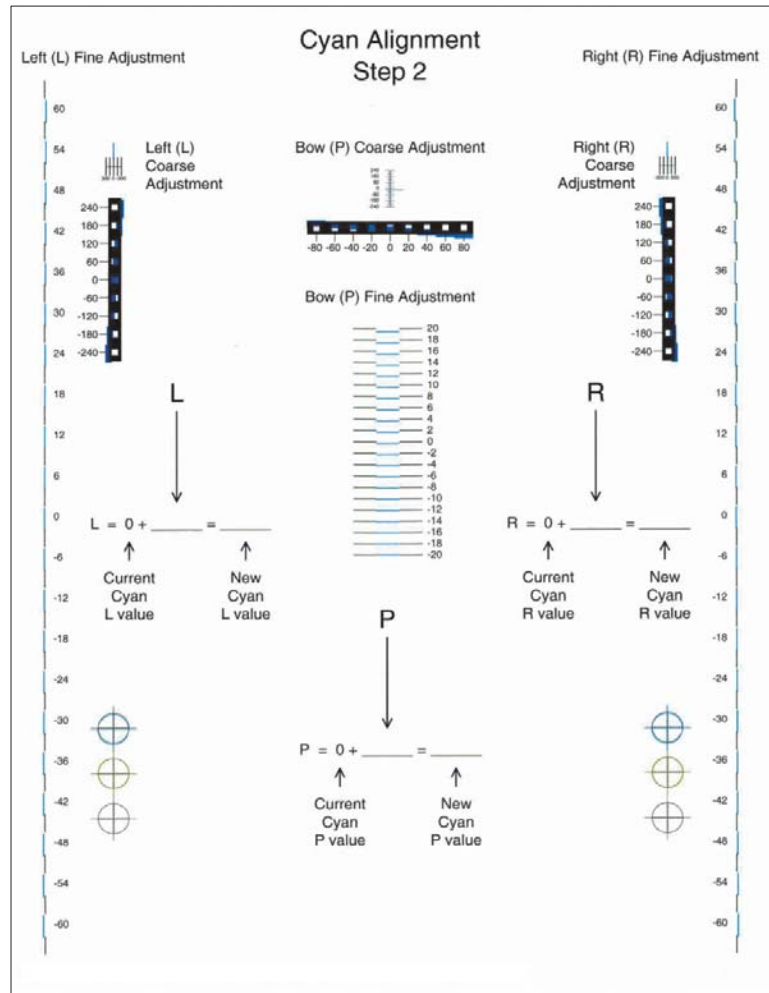 Cyan Alignment
Step 2
Left (L) Fine Adjustment
Right (R) Fine Adjustment
60
54
48
42
36
30
24
18
12
6
0
-6
-12
-18
-24
-30
-36
-42
-48
-54
-60
Left (L)
Coarse
Adjustment
300 0 -300
240
180
120
60
0
-60
-120
-180
-240
Bow (P) Coarse Adjustment
-80 -60 -40 -20 0 20 40 60 80
Bow (P) Fine Adjustment
20
18
16
14
12
10
8
6
4
2
0
-2
-4
-6
-8
-10
-12
-14
-16
-18
-20
Right (R)
Coarse
Adjustment
240
180
120
60
0
-60
-120
-180
-240
L
L = 0 + ______ = ______
Current
Cyan
L value
New
Cyan
L value
P
P = 0 + ______ = ______
Current
Cyan
P value
New
Cyan
P value
R
R = 0 + ______ = ______
Current
Cyan
R value
New
Cyan
R value
60
54
48
42
36
30
24
18
12
6
0
-6
-12
-18
-24
-30
-36
-42
-48
-54
-60